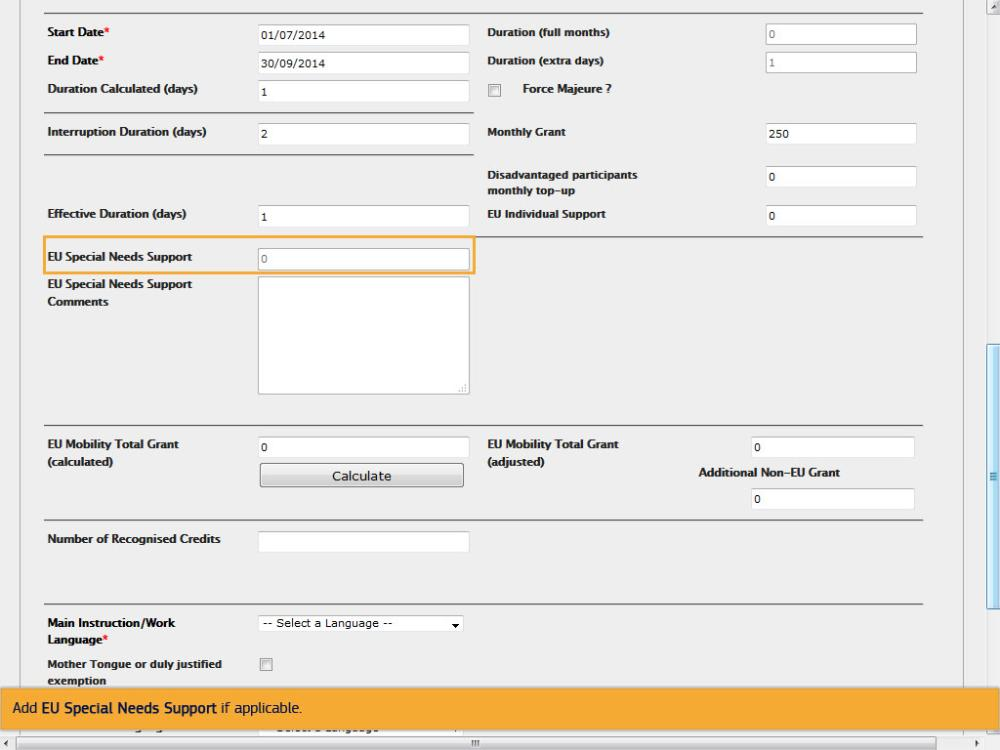 Start Date*
01/07/2014
Duration (full months)
0
End Date*
30/09/2014
Duration (extra days)
1
Duration Calculated (days)
1
Force Majeure ?
Interruption Duration (days)
2
Monthly Grant
250
Disadvantaged participants
monthly top-up
0
Effective Duration (days)
1
EU Individual Support
0
EU Special Needs Support
0
EU Special Needs Support
Comments
EU Mobility Total Grant
(calculated)
0
Calculate
EU Mobility Total Grant
(adjusted)
0
Additional Non-EU Grant
0
Number of Recognised Credits
Main Instruction/Work
Language*
-- Select a Language --
Mother Tongue or duly justified
exemption
Add EU Special Needs Support if applicable.